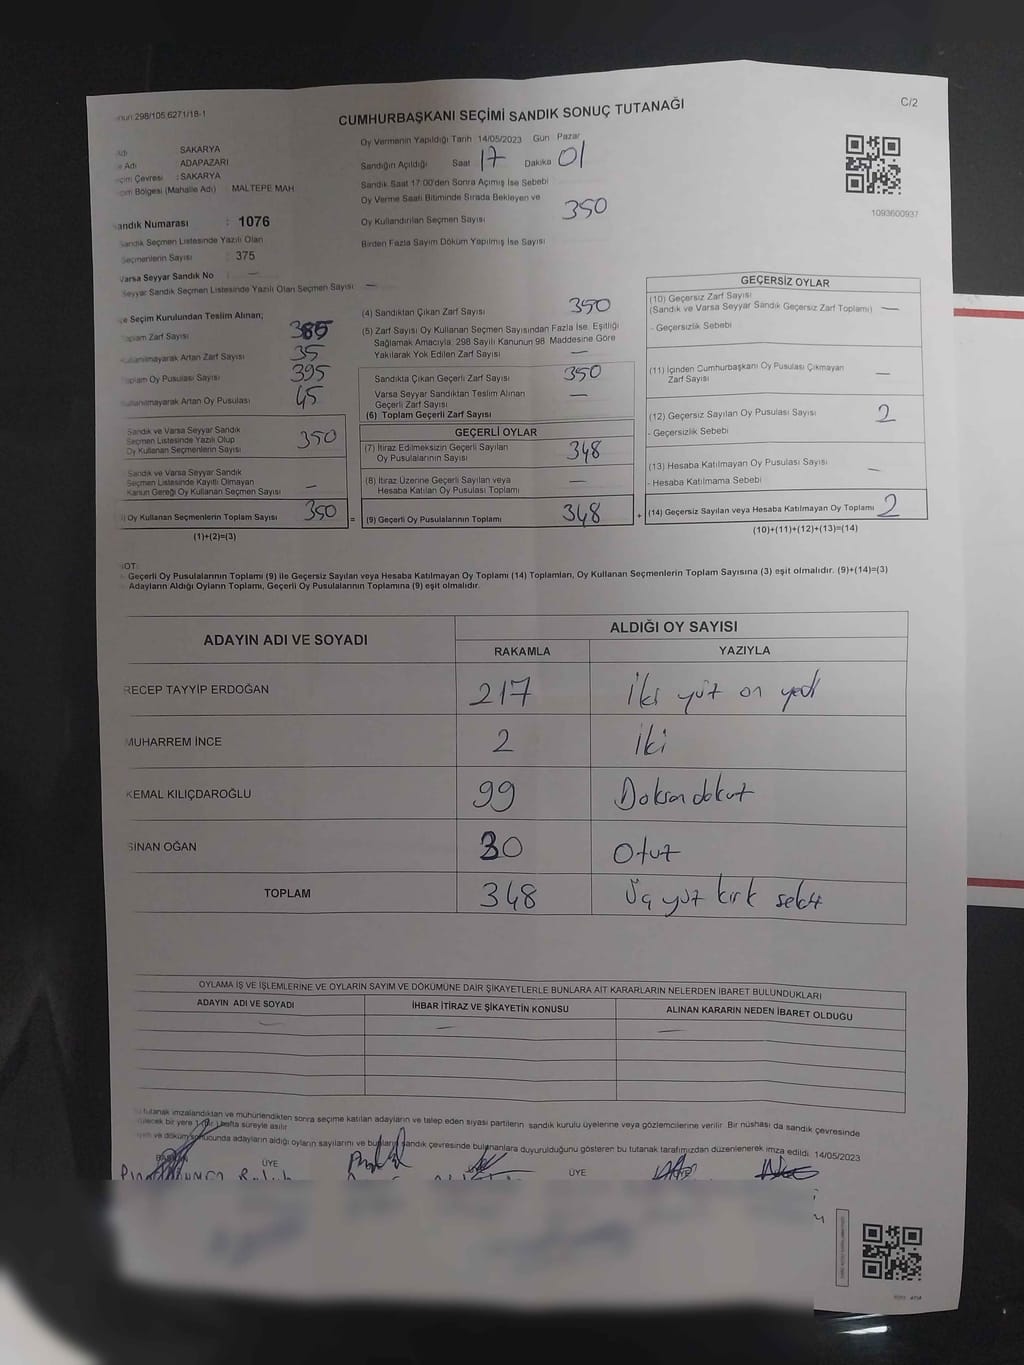 298/105.6271/18-1
C/2
CUMHURBAŞKANI SEÇİMİ SANDIK SONUÇ TUTANAĞI
Adı SAKARYA
Adı ADAPAZARI
Çevresi : SAKARYA
Bölgesi (Mahalle Adı) MALTEPE MAH
Sandık Numarası : 1076
Sandık Seçmen Listesinde Yazılı Olan
Seçmenlerin Sayısı : 375
Varsa Seyyar Sandık No —
Seyyar Sandık Seçmen Listesinde Yazılı Olan Seçmen Sayısı —
Oy Vermenin Yapıldığı Tarih 14/05/2023 Gün Pazar
Sandığın Açıldığı Saat 17 Dakika 01
Sandık Saat 17:00'den Sonra Açılmış İse Sebebi
Oy Verme Saati Bitiminde Sırada Bekleyen ve
Oy Kullandırılan Seçmen Sayısı 350
Birden Fazla Sayım Döküm Yapılmış İse Sayısı
1093600937
İlçe Seçim Kurulundan Teslim Alınan;
Toplam Zarf Sayısı 385
Kullanılmayarak Artan Zarf Sayısı 35
Toplam Oy Pusulası Sayısı 395
Kullanılmayarak Artan Oy Pusulası 45
Sandık ve Varsa Seyyar Sandık
Seçmen Listesinde Yazılı Olup
Oy Kullanan Seçmenlerin Sayısı 350
Sandık ve Varsa Seyyar Sandık
Seçmen Listesinde Kayıtlı Olmayan
Kanun Gereği Oy Kullanan Seçmen Sayısı —
Oy Kullanan Seçmenlerin Toplam Sayısı 350 =
(1)+(2)=(3)
(4) Sandıktan Çıkan Zarf Sayısı 350
(5) Zarf Sayısı Oy Kullanan Seçmen Sayısından Fazla İse, Eşitliği
Sağlamak Amacıyla, 298 Sayılı Kanunun 98. Maddesine Göre
Yakılarak Yok Edilen Zarf Sayısı —
Sandıkta Çıkan Geçerli Zarf Sayısı 350
Varsa Seyyar Sandıktan Teslim Alınan
Geçerli Zarf Sayısı —
(6) Toplam Geçerli Zarf Sayısı
GEÇERLİ OYLAR
(7) İtiraz Edilmeksizin Geçerli Sayılan
Oy Pusulalarının Sayısı 348
(8) İtiraz Üzerine Geçerli Sayılan veya
Hesaba Katılan Oy Pusulası Toplamı —
(9) Geçerli Oy Pusulalarının Toplamı 348 +
GEÇERSİZ OYLAR
(10) Geçersiz Zarf Sayısı
(Sandık ve Varsa Seyyar Sandık Geçersiz Zarf Toplamı) —
- Geçersizlik Sebebi
(11) İçinden Cumhurbaşkanı Oy Pusulası Çıkmayan
Zarf Sayısı —
(12) Geçersiz Sayılan Oy Pusulası Sayısı 2
- Geçersizlik Sebebi
(13) Hesaba Katılmayan Oy Pusulası Sayısı —
- Hesaba Katılmama Sebebi
(14) Geçersiz Sayılan veya Hesaba Katılmayan Oy Toplamı 2
(10)+(11)+(12)+(13)=(14)
NOT:
Geçerli Oy Pusulalarının Toplamı (9) ile Geçersiz Sayılan veya Hesaba Katılmayan Oy Toplamı (14) Toplamları, Oy Kullanan Seçmenlerin Toplam Sayısına (3) eşit olmalıdır. (9)+(14)=(3)
Adayların Aldığı Oyların Toplamı, Geçerli Oy Pusulalarının Toplamına (9) eşit olmalıdır.
ADAYIN ADI VE SOYADI
ALDIĞI OY SAYISI
RAKAMLA YAZIYLA
RECEP TAYYİP ERDOĞAN 217 İki yüz on yedi
MUHARREM İNCE 2 İki
KEMAL KILIÇDAROĞLU 99 Doksandokuz
SİNAN OĞAN 30 Otuz
TOPLAM 348 Üç yüz kırk sekiz
OYLAMA İŞ VE İŞLEMLERİNE VE OYLARIN SAYIM VE DÖKÜMÜNE DAİR ŞİKAYETLERLE BUNLARA AİT KARARLARIN NELERDEN İBARET BULUNDUKLARI
ADAYIN ADI VE SOYADI İHBAR İTİRAZ VE ŞİKAYETİN KONUSU ALINAN KARARIN NEDEN İBARET OLDUĞU
— — —
tutanak imzalandıktan ve mühürlendikten sonra seçime katılan adayların ve talep eden siyasi partilerin sandık kurulu üyelerine veya gözlemcilerine verilir. Bir nüshası da sandık çevresinde
bir yere 1 hafta süreyle asılır.
ve döküm sonucunda adayların aldığı oyların sayılarını ve bunların sandık çevresinde bulunanlara duyurulduğunu gösteren bu tutanak tarafımızdan düzenlenerek imza edildi. 14/05/2023
BAŞKAN ÜYE ÜYE